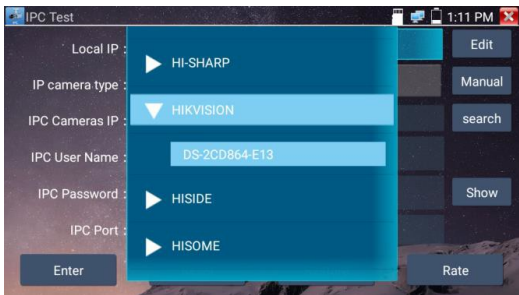 IPC Test
1:11 PM
Local IP :
Edit
HI-SHARP
IP camera type :
Manual
HIKVISION
IPC Cameras IP :
search
DS-2CD864-E13
IPC User Name :
IPC Password :
HISIDE
Show
IPC Port :
HISOME
Enter
Rate